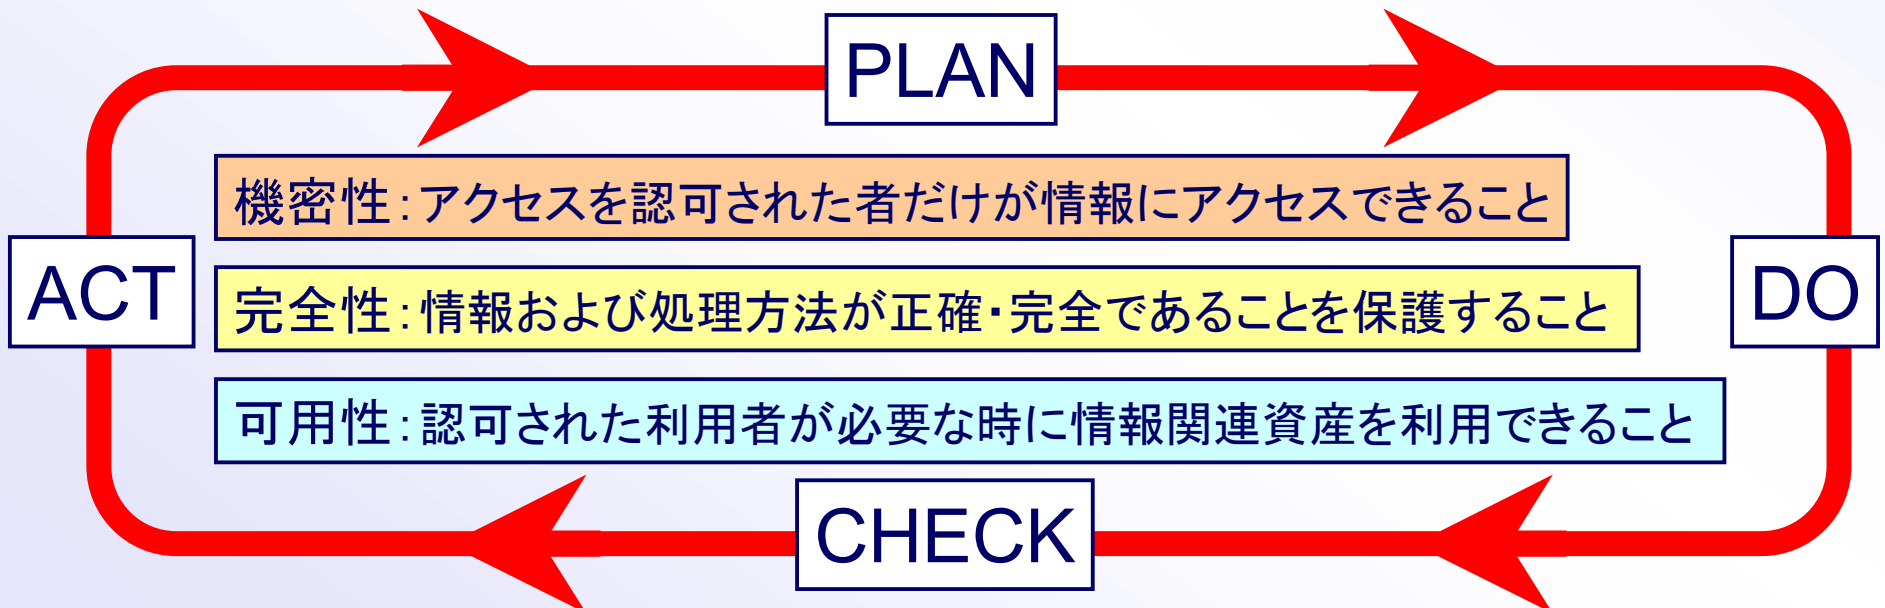 PLAN
機密性：アクセスを認可された者だけが情報にアクセスできること
ACT
完全性：情報および処理方法が正確・完全であることを保護すること
DO
可用性：認可された利用者が必要な時に情報関連資産を利用できること
CHECK